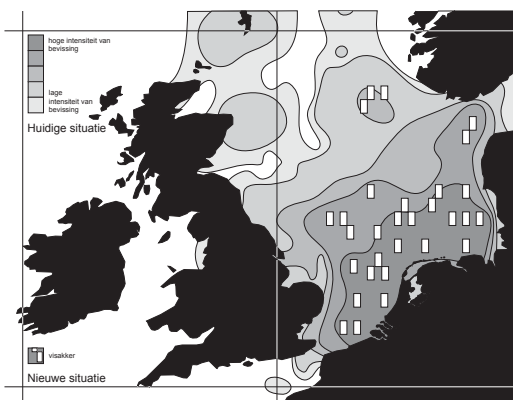 hoge intensiteit van
bevissing
lage
intensiteit van
bevissing
Huidige situatie
visakker
Nieuwe situatie